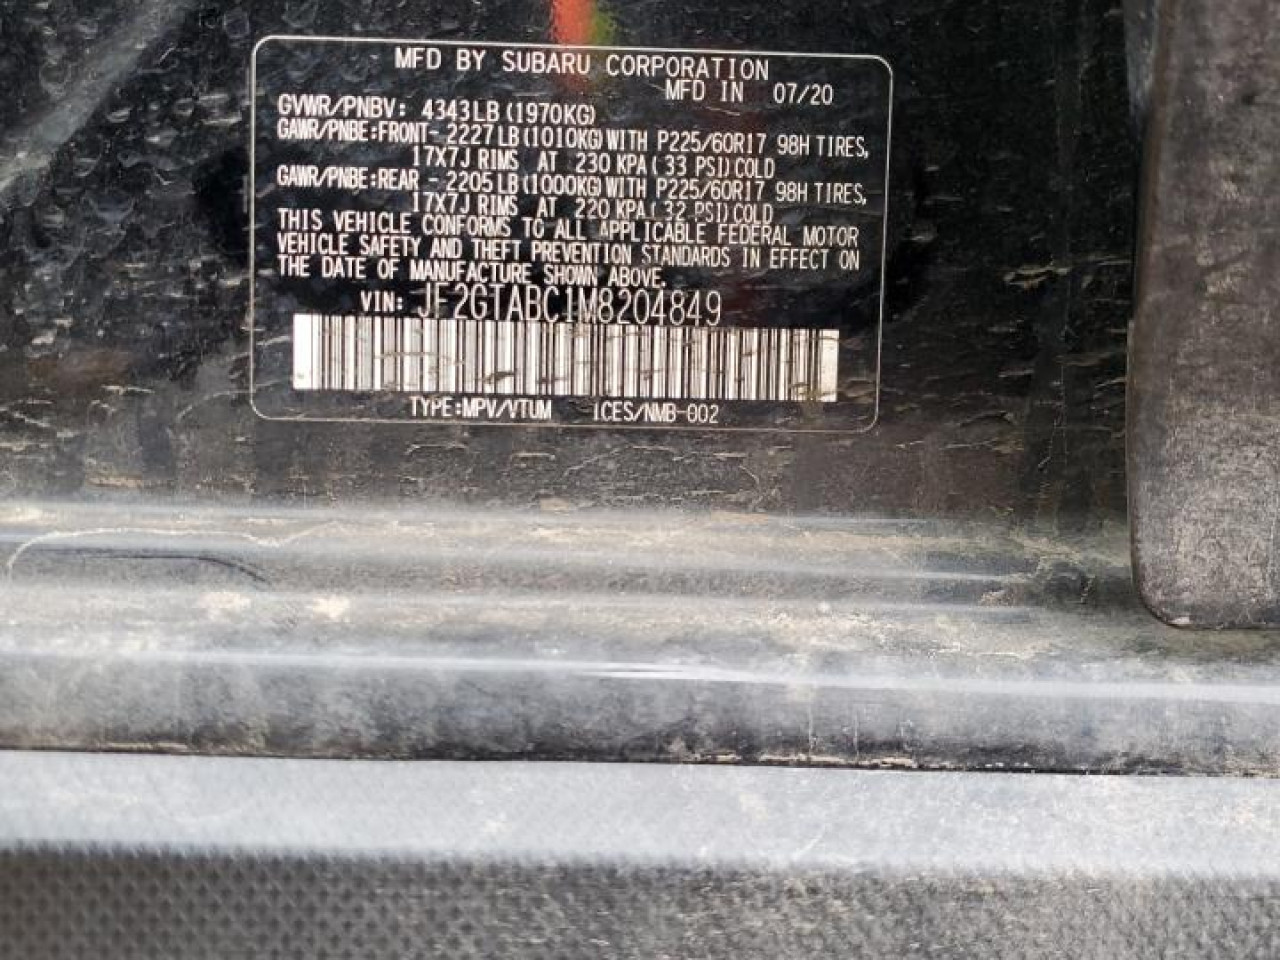 MFD BY SUBARU CORPORATION
MFD IN 07/20
GVWR/PNBV: 4343LB(1970KG)
GAWR/PNBE:FRONT-2227LB(1010KG)WITH P225/60R17 98H TIRES,
17X7J RIMS AT 230 KPA(33 PSI)COLD
GAWR/PNBE:REAR -2205LB(1000KG)WITH P225/60R17 98H TIRES,
17X7J RIMS AT 220 KPA(32 PSI)COLD
THIS VEHICLE CONFORMS TO ALL APPLICABLE FEDERAL MOTOR
VEHICLE SAFETY AND THEFT PREVENTION STANDARDS IN EFFECT ON
THE DATE OF MANUFACTURE SHOWN ABOVE.
VIN: JF2GTABC1M8204849
TYPE:MPV/VTUM ICES/NMB-002